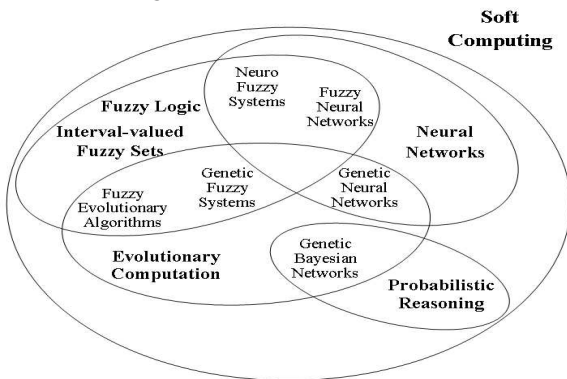 Soft
Computing
Neuro
Fuzzy
Systems
Fuzzy
Neural
Networks
Fuzzy Logic
Interval-valued
Fuzzy Sets
Neural
Networks
Genetic
Fuzzy
Systems
Genetic
Neural
Networks
Fuzzy
Evolutionary
Algorithms
Evolutionary
Computation
Genetic
Bayesian
Networks
Probabilistic
Reasoning